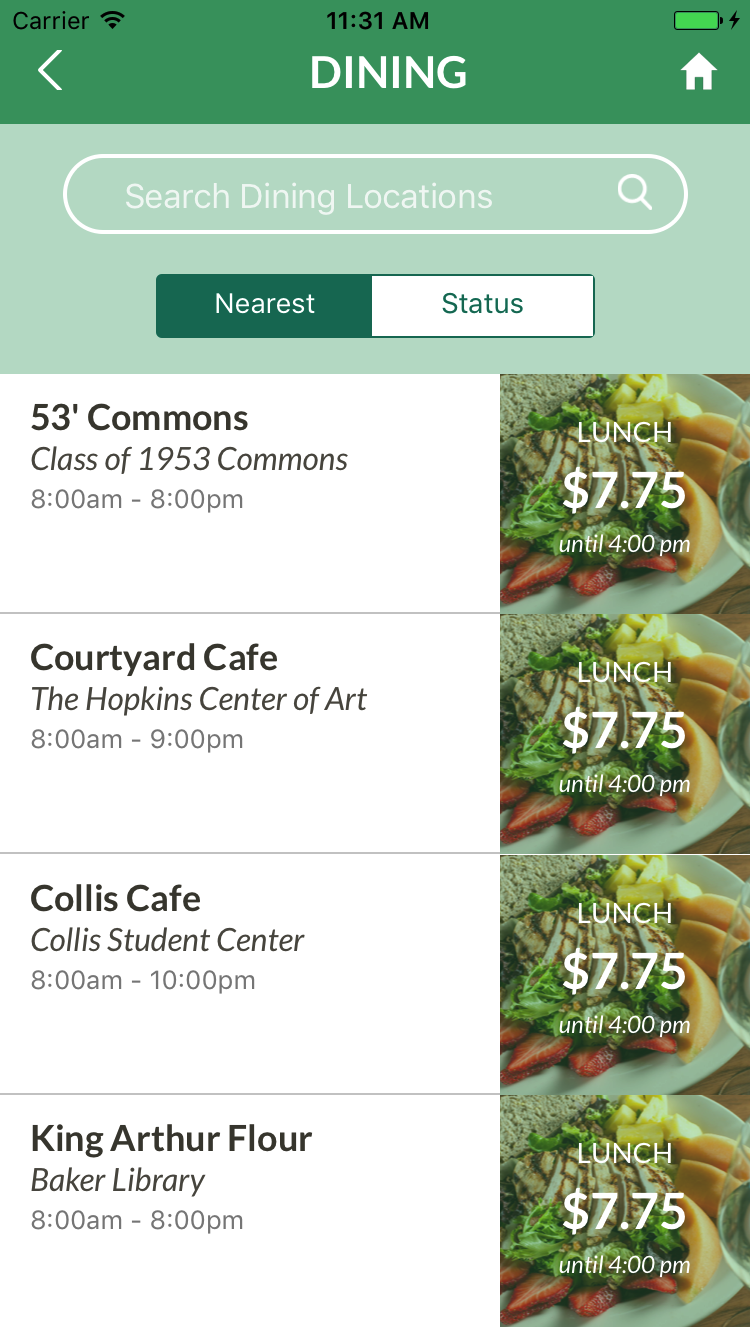 Carrier 11:31 AM
DINING
Search Dining Locations
Nearest Status
53' Commons
Class of 1953 Commons
8:00am - 8:00pm
LUNCH
$7.75
until 4:00 pm
Courtyard Cafe
The Hopkins Center of Art
8:00am - 9:00pm
LUNCH
$7.75
until 4:00 pm
Collis Cafe
Collis Student Center
8:00am - 10:00pm
LUNCH
$7.75
until 4:00 pm
King Arthur Flour
Baker Library
8:00am - 8:00pm
LUNCH
$7.75
until 4:00 pm